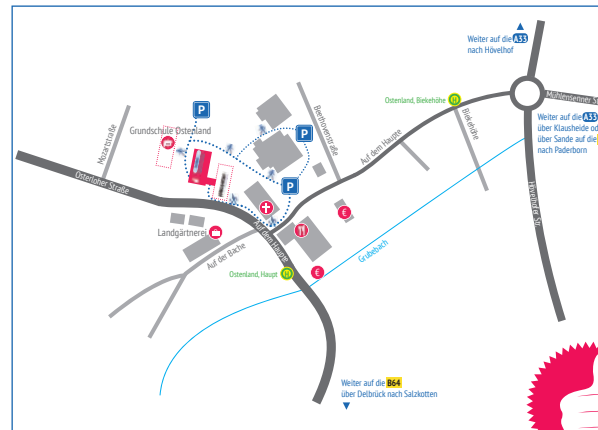 Weiter auf die A33
nach Hövelhof
Mühlensenner St
Ostenland, Biekehöhe
Weiter auf die A33
über Klausheide od
über Sande auf die
nach Paderborn
P
Grundschule Ostenland
P
Mozartstraße
Beethovenstraße
Biekehöhe
Auf dem Haupte
Osterloher Straße
P
Hövelhofer Str.
Landgärtnerei
Auf dem Haupte
€
Auf der Bache
Grubebach
Ostenland, Haupt
H
€
Weiter auf die B64
über Delbrück nach Salzkotten